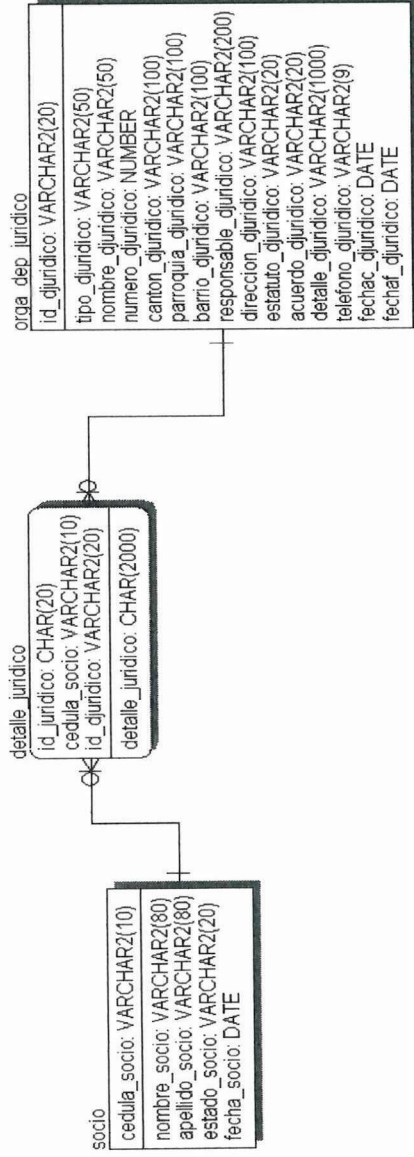 socio
cedula_socio: VARCHAR2(10)
nombre_socio: VARCHAR2(80)
apellido_socio: VARCHAR2(80)
estado_socio: VARCHAR2(20)
fecha_socio: DATE
detalle_juridico
id_juridico: CHAR(20)
cedula_socio: VARCHAR2(10)
id_djuridico: VARCHAR2(20)
detalle_juridico: CHAR(2000)
orga_dep_juridico
id_djuridico: VARCHAR2(20)
tipo_djuridico: VARCHAR2(50)
nombre_djuridico: VARCHAR2(50)
numero_djuridico: NUMBER
canton_djuridico: VARCHAR2(100)
parroquia_djuridico: VARCHAR2(100)
barrio_djuridico: VARCHAR2(100)
responsable_djuridico: VARCHAR2(200)
direccion_djuridico: VARCHAR2(100)
estatuto_djuridico: VARCHAR2(20)
acuerdo_djuridico: VARCHAR2(20)
detalle_djuridico: VARCHAR2(1000)
telefono_djuridico: VARCHAR2(9)
fechac_djuridico: DATE
fechaf_djuridico: DATE